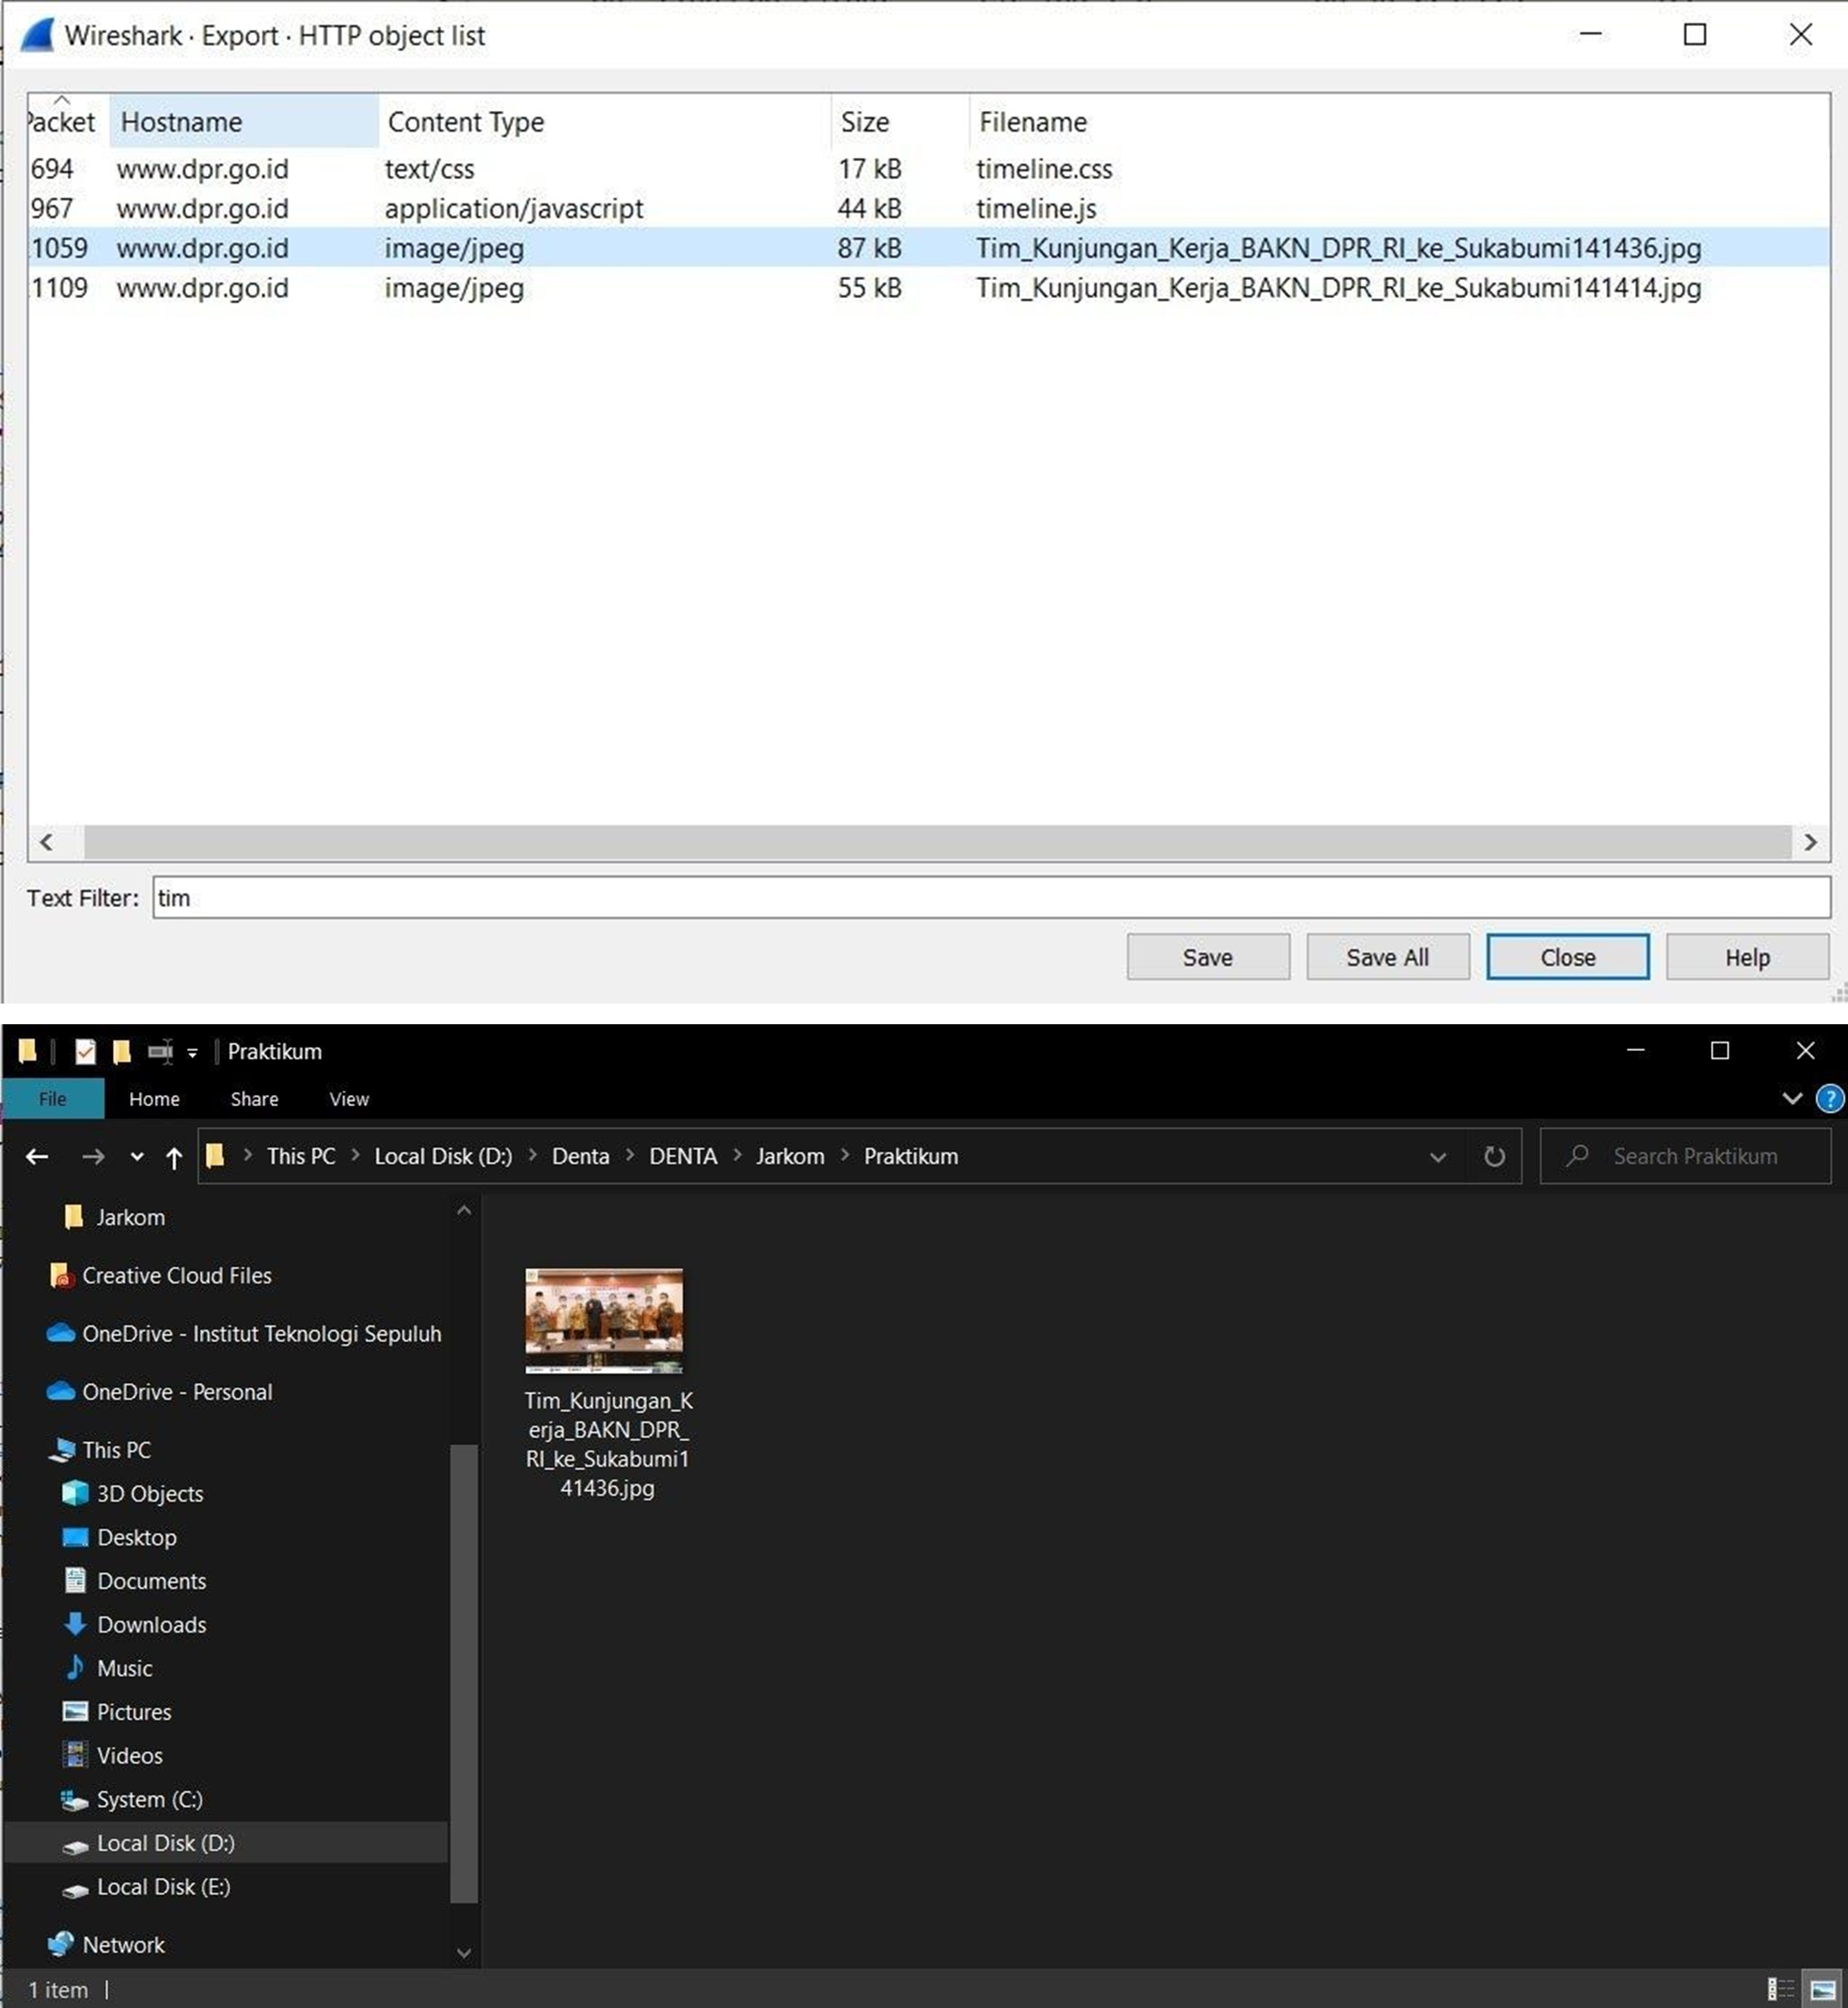 Wireshark · Export · HTTP object list
Packet Hostname Content Type Size Filename
694 www.dpr.go.id text/css 17 kB timeline.css
967 www.dpr.go.id application/javascript 44 kB timeline.js
1059 www.dpr.go.id image/jpeg 87 kB Tim_Kunjungan_Kerja_BAKN_DPR_RI_ke_Sukabumi141436.jpg
1109 www.dpr.go.id image/jpeg 55 kB Tim_Kunjungan_Kerja_BAKN_DPR_RI_ke_Sukabumi141414.jpg
Text Filter: tim
Save Save All Close Help
Praktikum
File Home Share View
This PC Local Disk (D:) Denta DENTA Jarkom Praktikum Search Praktikum
Jarkom
Creative Cloud Files
OneDrive - Institut Teknologi Sepuluh
OneDrive - Personal
This PC
3D Objects
Desktop
Documents
Downloads
Music
Pictures
Videos
System (C:)
Local Disk (D:)
Local Disk (E:)
Network
Tim_Kunjungan_K
erja_BAKN_DPR_
RI_ke_Sukabumi1
41436.jpg
1 item